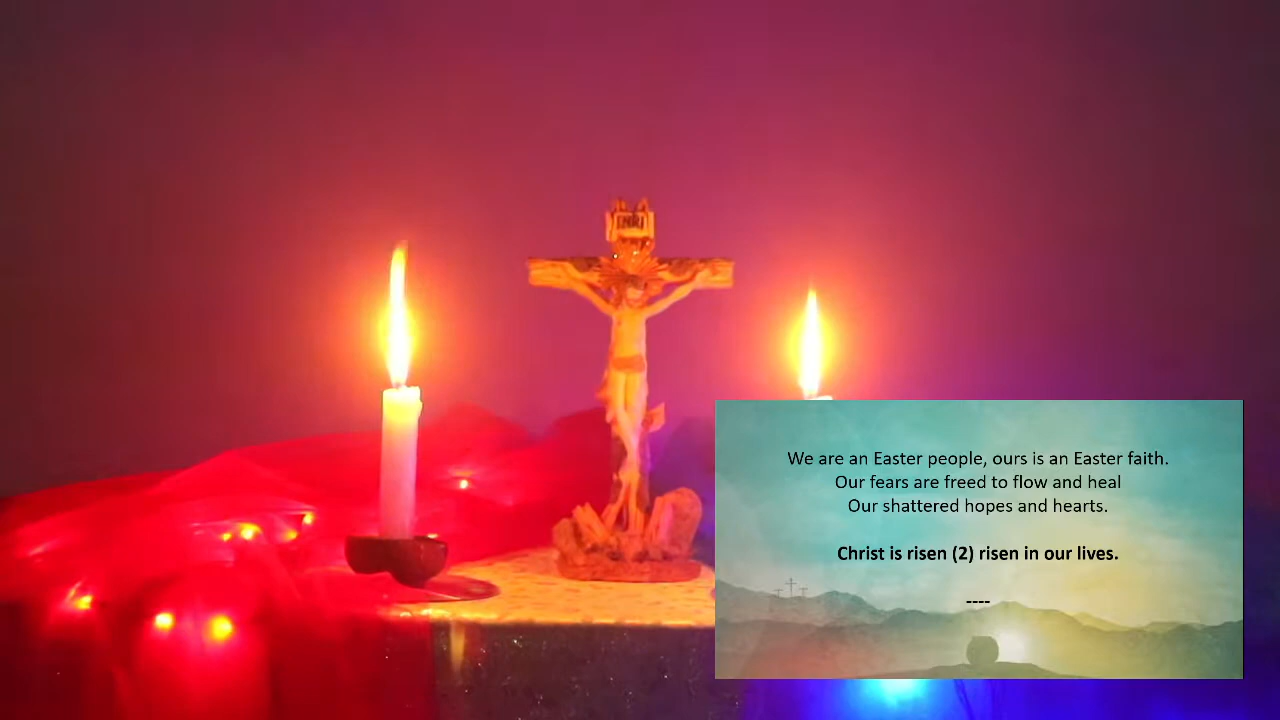 INRI
We are an Easter people, ours is an Easter faith.
Our fears are freed to flow and heal
Our shattered hopes and hearts.
Christ is risen (2) risen in our lives.
----